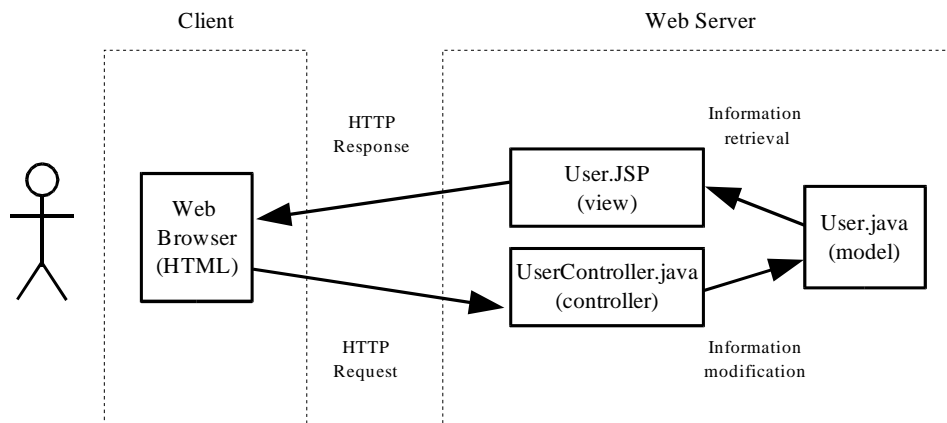 Client
Web Server
HTTP
Response
Information
retrieval
Web
Browser
(HTML)
User.JSP
(view)
User.java
(model)
UserController.java
(controller)
HTTP
Request
Information
modification